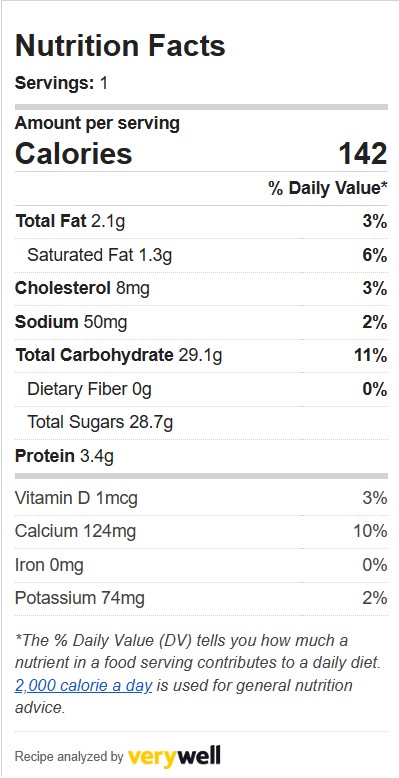 Nutrition Facts
Servings: 1
Amount per serving
Calories 142
% Daily Value*
Total Fat 2.1g 3%
Saturated Fat 1.3g 6%
Cholesterol 8mg 3%
Sodium 50mg 2%
Total Carbohydrate 29.1g 11%
Dietary Fiber 0g 0%
Total Sugars 28.7g
Protein 3.4g
Vitamin D 1mcg 3%
Calcium 124mg 10%
Iron 0mg 0%
Potassium 74mg 2%
*The % Daily Value (DV) tells you how much a
nutrient in a food serving contributes to a daily diet.
2,000 calorie a day is used for general nutrition
advice.
Recipe analyzed by verywell